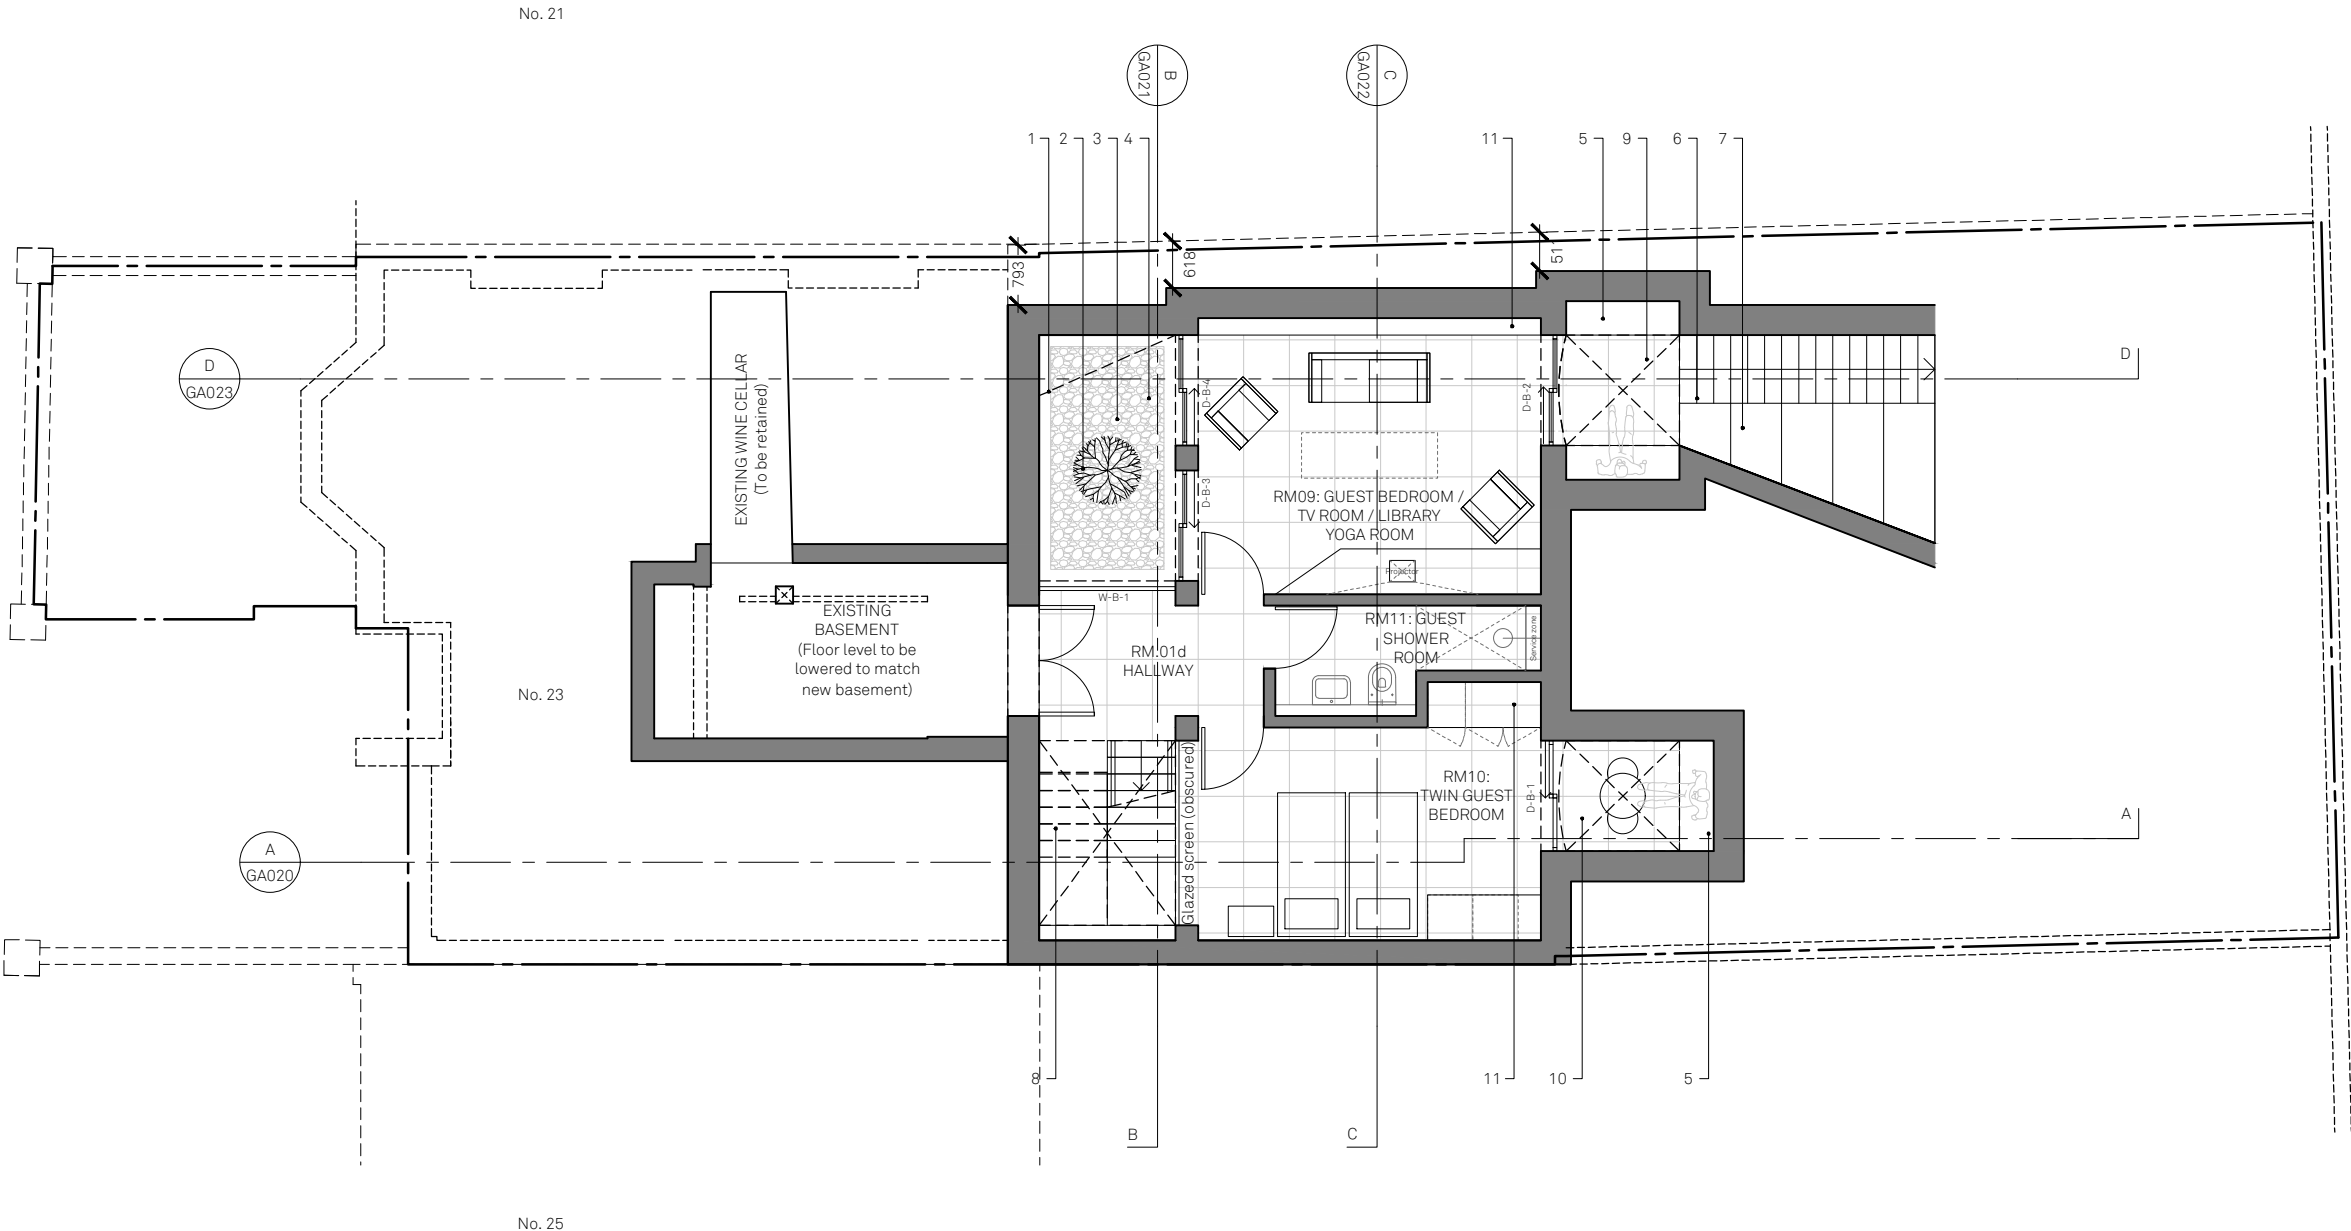 No. 21
B
GA021
C
GA022
1
2
3
4
11
5
9
6
7
793
618
511
D
GA023
D
EXISTING WINE CELLAR
(To be retained)
D-B-4
D-B-2
D-B-3
RM09: GUEST BEDROOM /
TV ROOM / LIBRARY
YOGA ROOM
Projector
W-B-1
EXISTING
BASEMENT
(Floor level to be
lowered to match
new basement)
RM.01d
HALLWAY
RM11: GUEST
SHOWER
ROOM
Service zone
No. 23
Glazed screen (obscured)
RM10:
TWIN GUEST
BEDROOM
D-B-1
A
GA020
A
8
11
10
5
B
C
No. 25